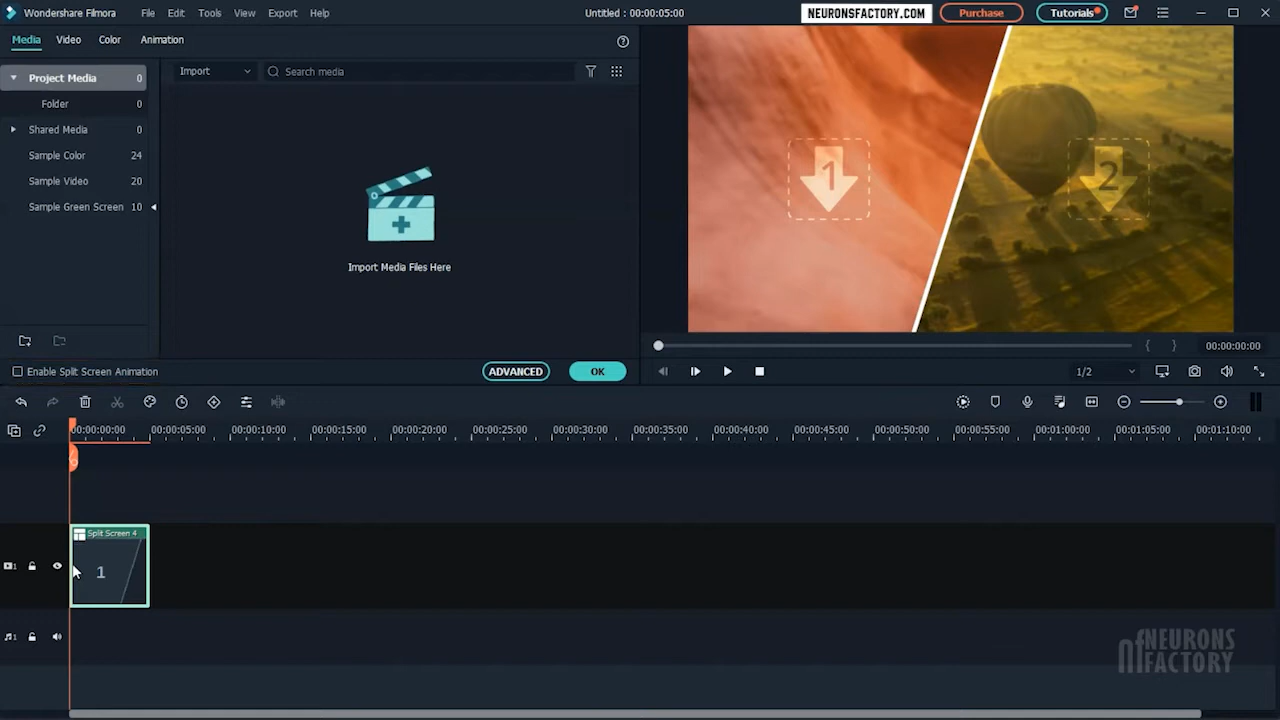 Wondershare Filmora File Edit Tools View Export Help Untitled : 00:00:05:00 NEURONSFACTORY.COM Purchase Tutorials
Media Video Color Animation
Project Media 0
Folder 0
Shared Media 0
Sample Color 24
Sample Video 20
Sample Green Screen 10
Import Search media
Import Media Files Here
1 2
Enable Split Screen Animation ADVANCED OK
00:00:00:00
1/2
00:00:00:00 00:00:05:00 00:00:10:00 00:00:15:00 00:00:20:00 00:00:25:00 00:00:30:00 00:00:35:00 00:00:40:00 00:00:45:00 00:00:50:00 00:00:55:00 00:01:00:00 00:01:05:00 00:01:10:00
Split Screen 4
1
1
1
nf NEURONS
FACTORY